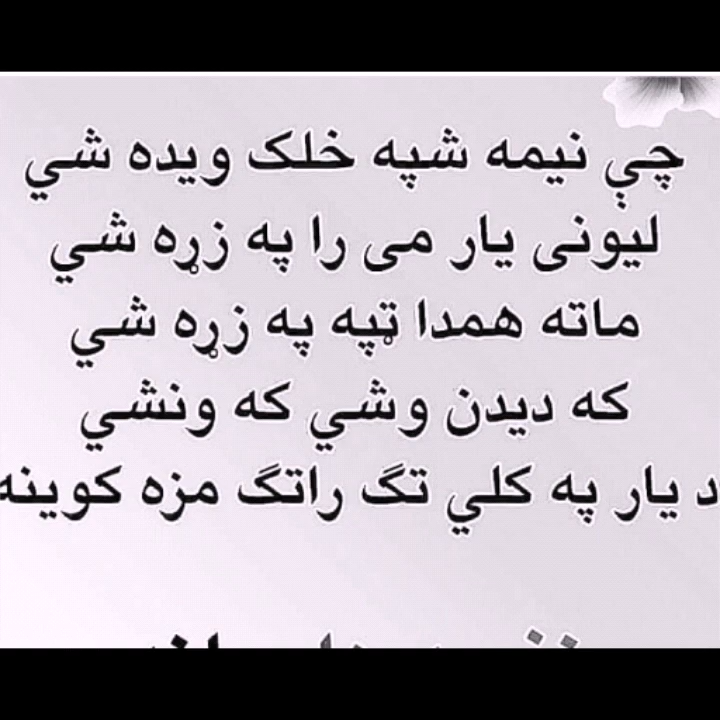 چې نیمه شپه خلک ویده شي
لیونی یار می را په زړه شي
ماته همدا ټپه په زړه شي
که دیدن وشي که ونشي
د یار په کلي تګ راتګ مزه کوینه